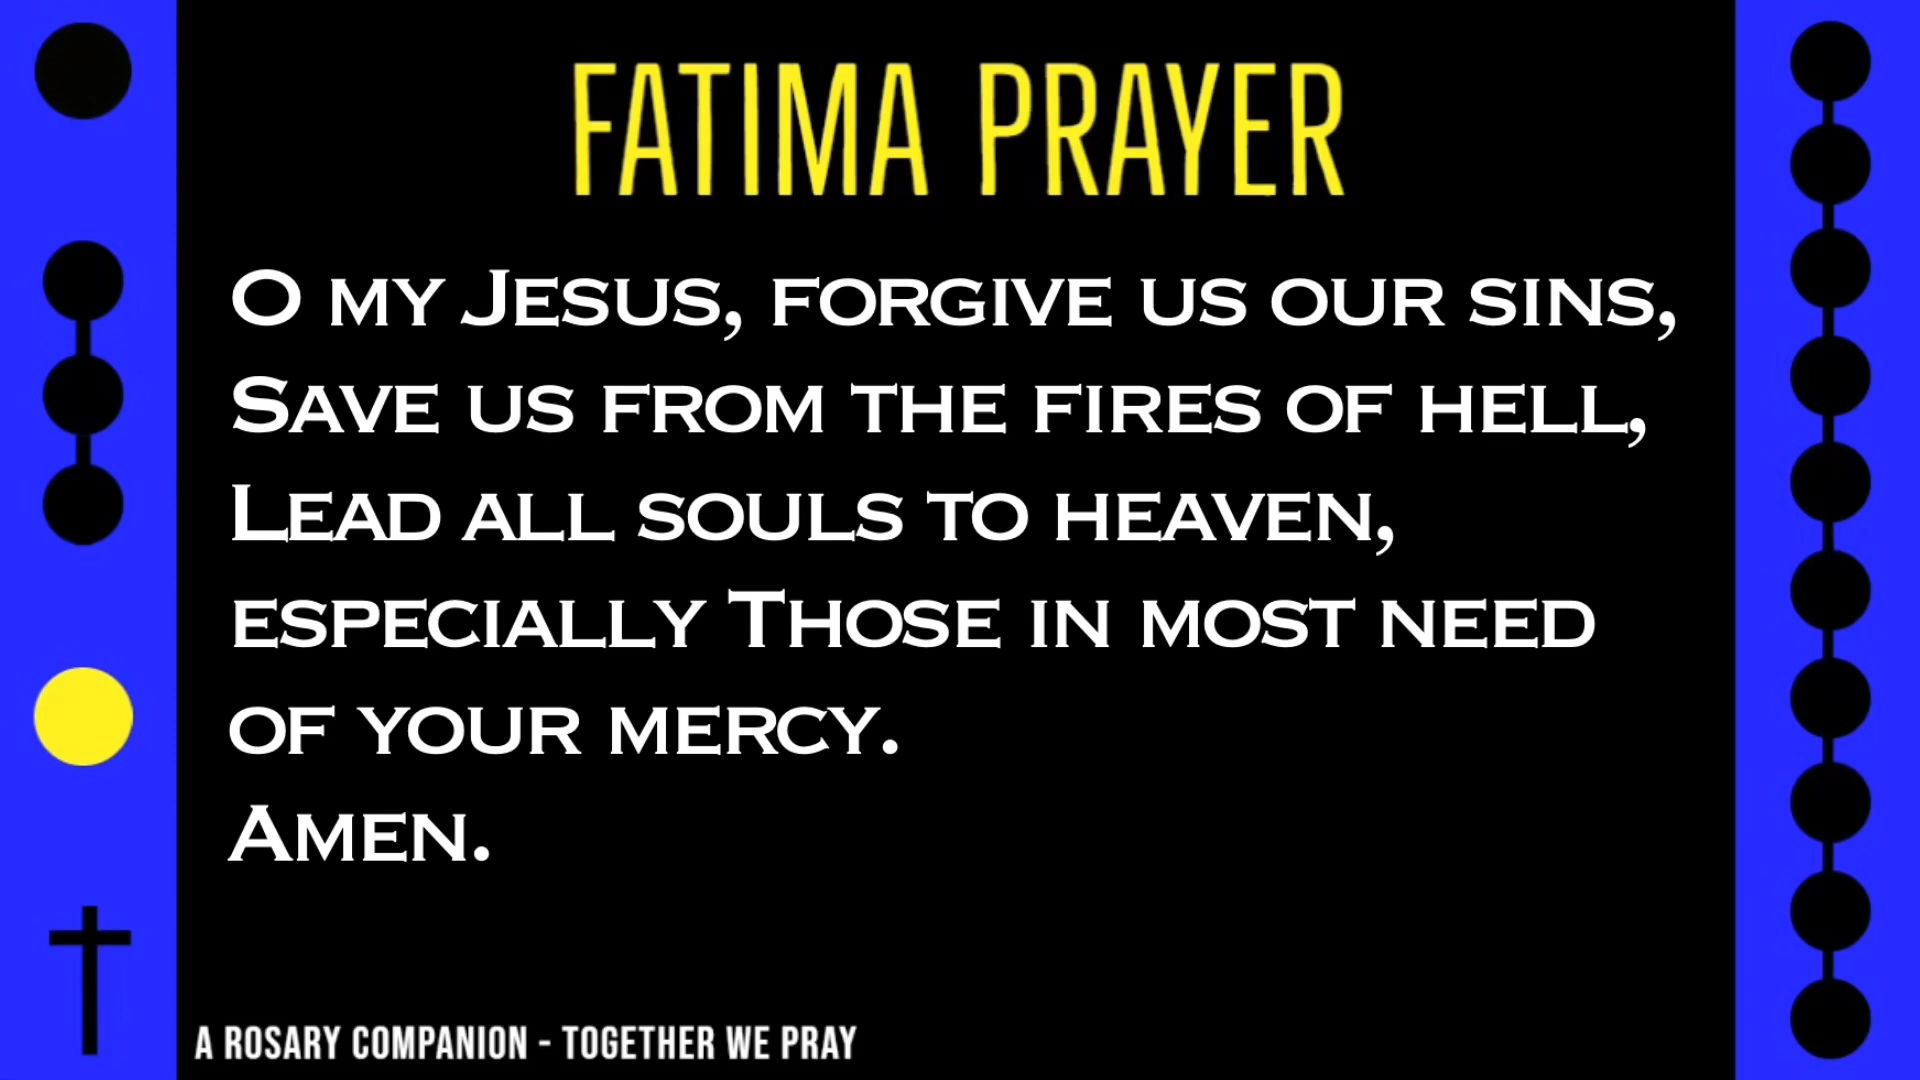 FATIMA PRAYER
O my Jesus, forgive us our sins,
Save us from the fires of hell,
Lead all souls to heaven,
especially Those in most need
of your mercy.
Amen.
A ROSARY COMPANION - TOGETHER WE PRAY